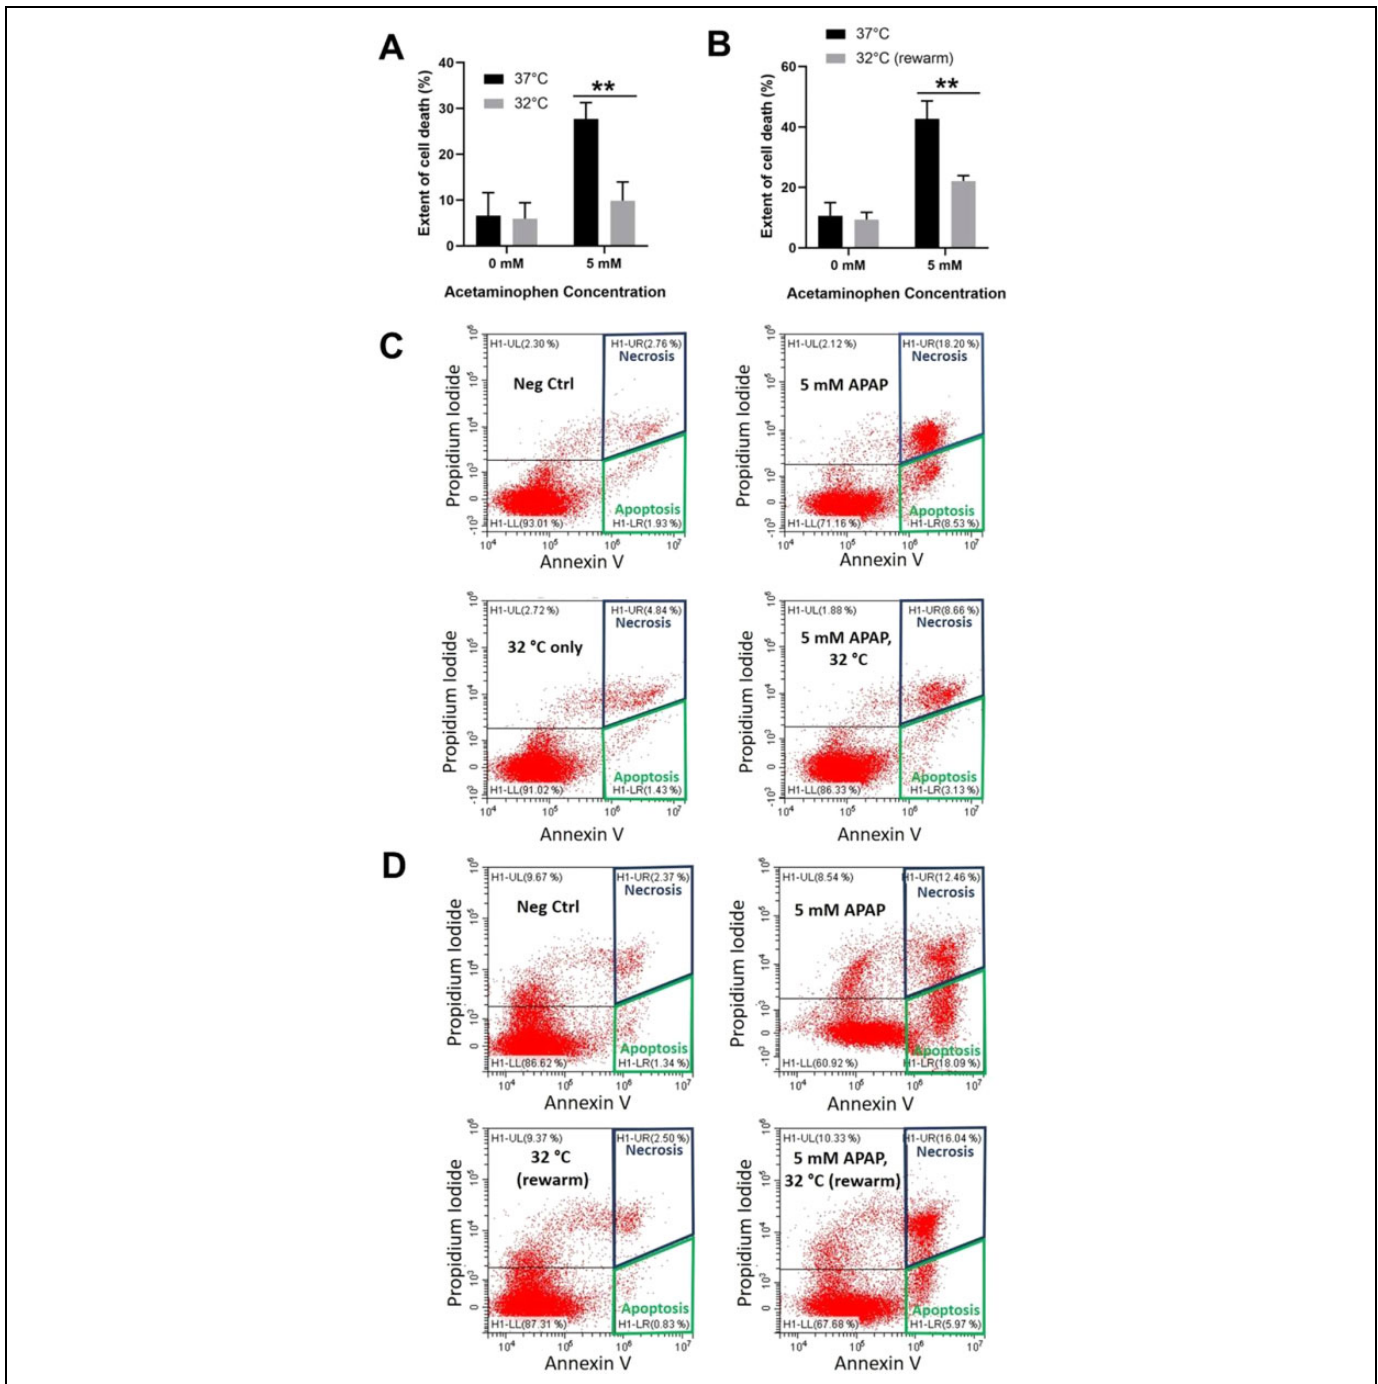 A
B
37°C
32°C
37°C
32°C (rewarm)
Extent of cell death (%)
40
30
20
10
0
**
0 mM
5 mM
Acetaminophen Concentration
Extent of cell death (%)
60
40
20
0
**
0 mM
5 mM
Acetaminophen Concentration
C
Propidium Iodide
H1-UL(2.30 %)
H1-UR(2.76 %)
Necrosis
Neg Ctrl
Apoptosis
H1-LL(93.01 %)
H1-LR(1.93 %)
Annexin V
Propidium Iodide
H1-UL(2.12 %)
H1-UR(18.20 %)
Necrosis
5 mM APAP
Apoptosis
H1-LL(71.16 %)
H1-LR(8.53 %)
Annexin V
Propidium Iodide
H1-UL(2.72 %)
H1-UR(4.84 %)
Necrosis
32 °C only
Apoptosis
H1-LL(91.02 %)
H1-LR(1.43 %)
Annexin V
Propidium Iodide
H1-UL(1.88 %)
H1-UR(8.66 %)
Necrosis
5 mM APAP,
32 °C
Apoptosis
H1-LL(86.33 %)
H1-LR(3.13 %)
Annexin V
D
Propidium Iodide
H1-UL(9.67 %)
H1-UR(2.37 %)
Necrosis
Neg Ctrl
Apoptosis
H1-LL(86.62 %)
H1-LR(1.34 %)
Annexin V
Propidium Iodide
H1-UL(8.54 %)
H1-UR(12.46 %)
Necrosis
5 mM APAP
Apoptosis
H1-LL(60.92 %)
H1-LR(18.09 %)
Annexin V
Propidium Iodide
H1-UL(9.37 %)
H1-UR(2.50 %)
Necrosis
32 °C
(rewarm)
Apoptosis
H1-LL(87.31 %)
H1-LR(0.83 %)
Annexin V
Propidium Iodide
H1-UL(10.33 %)
H1-UR(16.04 %)
Necrosis
5 mM APAP,
32 °C (rewarm)
Apoptosis
H1-LL(67.68 %)
H1-LR(5.97 %)
Annexin V